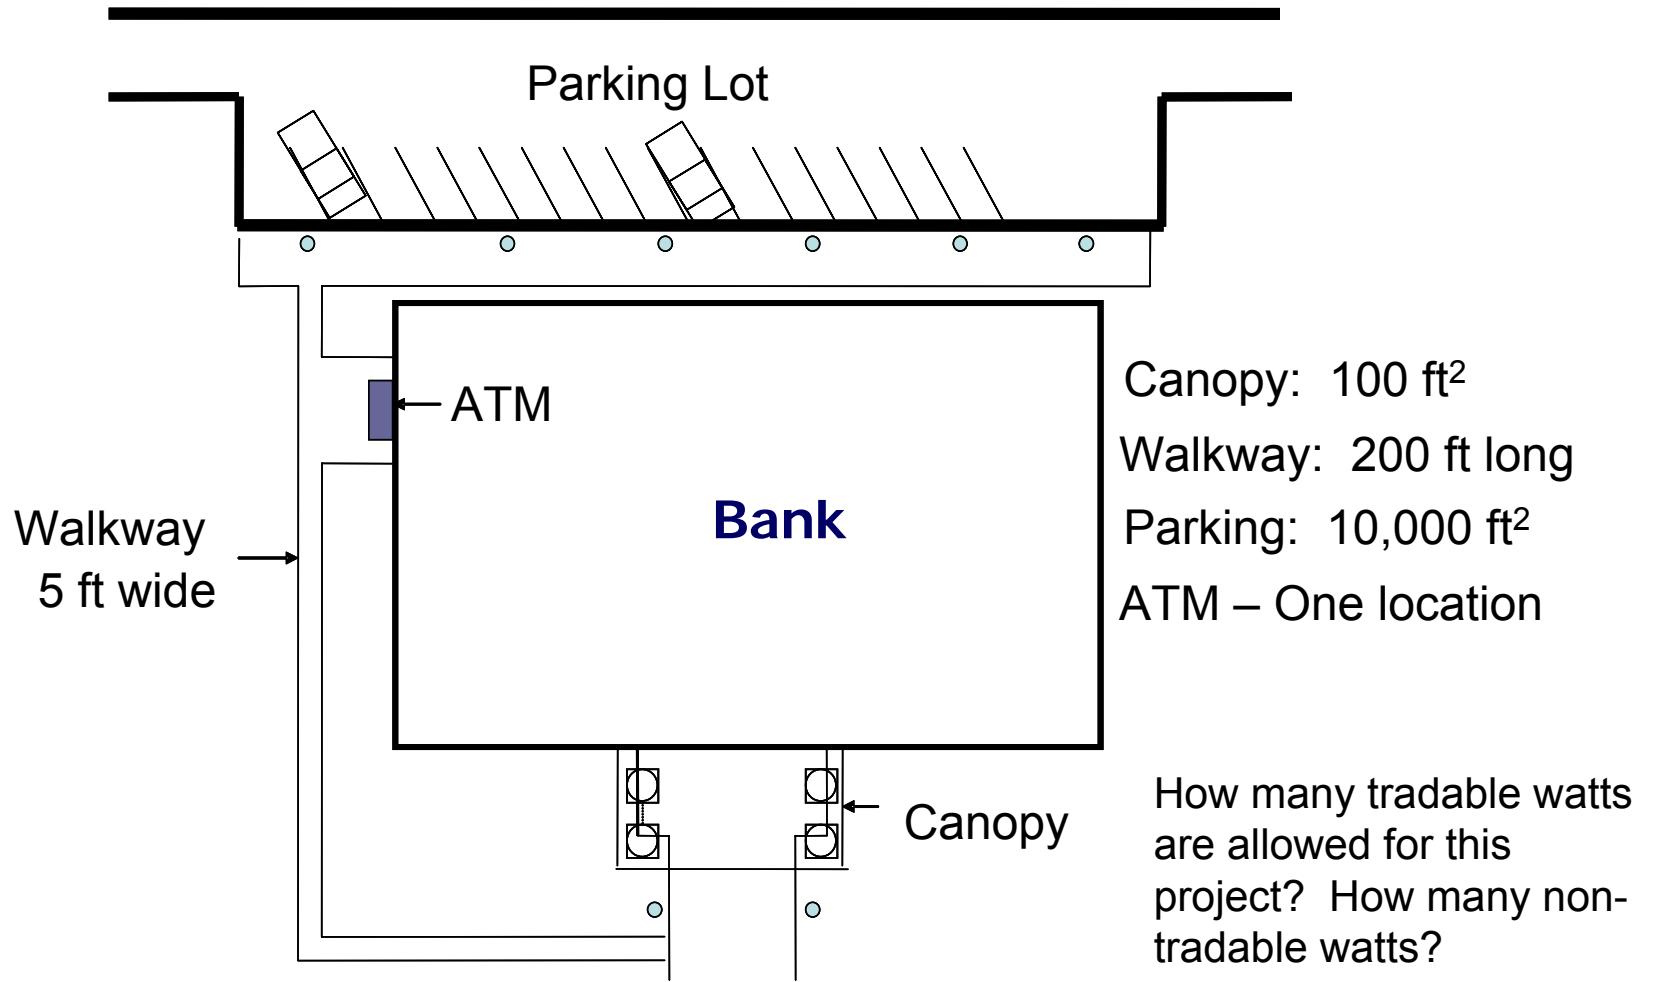 Parking Lot
ATM
Canopy: 100 ft²
Walkway: 200 ft long
Bank
Walkway
5 ft wide
Parking: 10,000 ft²
ATM – One location
Canopy
How many tradable watts
are allowed for this
project? How many non-
tradable watts?